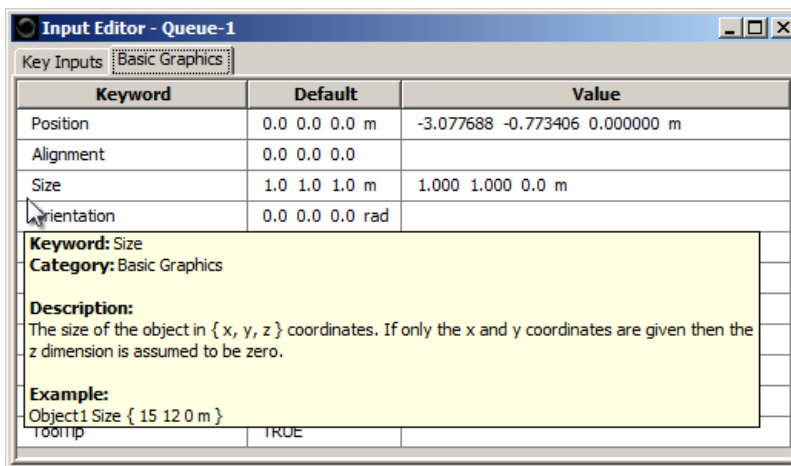 Input Editor - Queue-1
Key Inputs Basic Graphics
Keyword Default Value
Position 0.0 0.0 0.0 m -3.077688 -0.773406 0.000000 m
Alignment 0.0 0.0 0.0
Size 1.0 1.0 1.0 m 1.000 1.000 0.0 m
Orientation 0.0 0.0 0.0 rad
Keyword: Size
Category: Basic Graphics
Description:
The size of the object in { x, y, z } coordinates. If only the x and y coordinates are given then the
z dimension is assumed to be zero.
Example:
Object1 Size { 15 12 0 m }
ToolTip TRUE